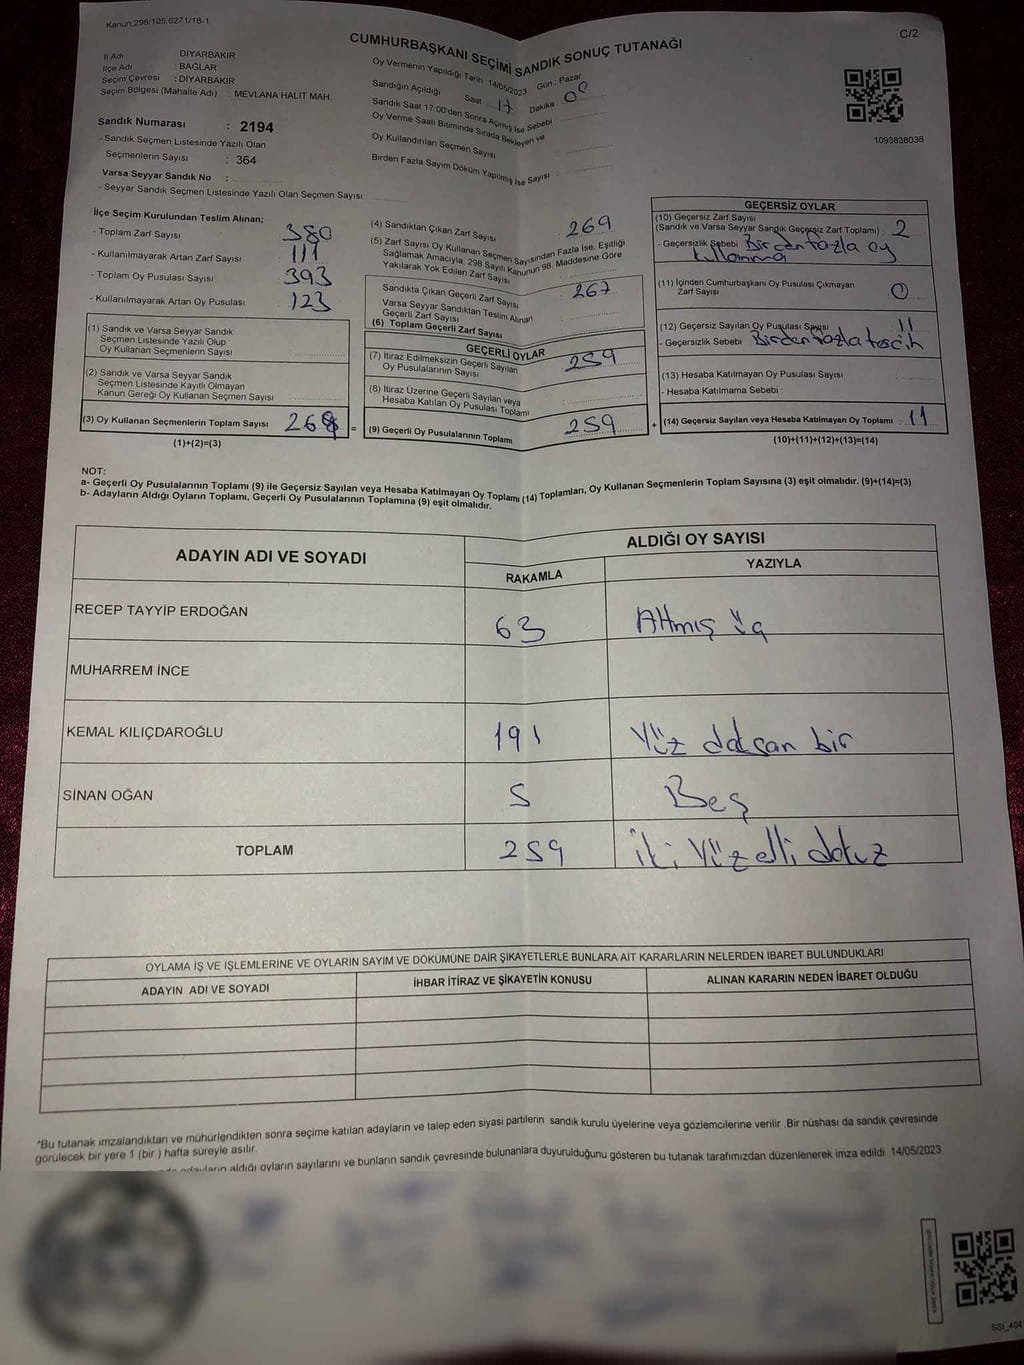 Kanun:298/105.6271/18-1
C/2
CUMHURBAŞKANI SEÇİMİ SANDIK SONUÇ TUTANAĞI
İl Adı : DİYARBAKIR
İlçe Adı : BAĞLAR
Seçim Çevresi : DİYARBAKIR
Seçim Bölgesi (Mahalle Adı) : MEVLANA HALİT MAH.
Sandık Numarası : 2194
- Sandık Seçmen Listesinde Yazılı Olan
Seçmenlerin Sayısı : 364
Varsa Seyyar Sandık No :
- Seyyar Sandık Seçmen Listesinde Yazılı Olan Seçmen Sayısı
Oy Vermenin Yapıldığı Tarih 14/05/2023 Gün : Pazar
Sandığın Açıldığı Saat 17 Dakika 00
Sandık Saat 17:00'den Sonra Açılmış İse Sebebi
Oy Verme Saati Bitiminde Sırada Bekleyen ve
Oy Kullandırılan Seçmen Sayısı
Birden Fazla Sayım Döküm Yapılmış İse Sayısı :
1093838038
İlçe Seçim Kurulundan Teslim Alınan;
- Toplam Zarf Sayısı 380
- Kullanılmayarak Artan Zarf Sayısı 111
- Toplam Oy Pusulası Sayısı 393
- Kullanılmayarak Artan Oy Pusulası 123
(1) Sandık ve Varsa Seyyar Sandık
Seçmen Listesinde Yazılı Olup
Oy Kullanan Seçmenlerin Sayısı
(2) Sandık ve Varsa Seyyar Sandık
Seçmen Listesinde Kayıtlı Olmayan
Kanun Gereği Oy Kullanan Seçmen Sayısı
(3) Oy Kullanan Seçmenlerin Toplam Sayısı =
(1)+(2)=(3)
(4) Sandıktan Çıkan Zarf Sayısı 269
(5) Zarf Sayısı Oy Kullanan Seçmen Sayısından Fazla İse, Eşitliği
Sağlamak Amacıyla, 298 Sayılı Kanunun 98. Maddesine Göre
Yakılarak Yok Edilen Zarf Sayısı
Sandıkta Çıkan Geçerli Zarf Sayısı 267
Varsa Seyyar Sandıktan Teslim Alınan
Geçerli Zarf Sayısı
(6) Toplam Geçerli Zarf Sayısı
GEÇERLİ OYLAR
(7) İtiraz Edilmeksizin Geçerli Sayılan
Oy Pusulalarının Sayısı 259
(8) İtiraz Üzerine Geçerli Sayılan veya
Hesaba Katılan Oy Pusulası Toplamı
(9) Geçerli Oy Pusulalarının Toplamı 259 +
GEÇERSİZ OYLAR
(10) Geçersiz Zarf Sayısı
(Sandık ve Varsa Seyyar Sandık Geçersiz Zarf Toplamı) : 2
- Geçersizlik Sebebi Birden fazla oy
kullanma
(11) İçinden Cumhurbaşkanı Oy Pusulası Çıkmayan
Zarf Sayısı 0
(12) Geçersiz Sayılan Oy Pusulası Sayısı 11
- Geçersizlik Sebebi Birden fazla tercih
(13) Hesaba Katılmayan Oy Pusulası Sayısı
- Hesaba Katılmama Sebebi :
(14) Geçersiz Sayılan veya Hesaba Katılmayan Oy Toplamı : 11
(10)+(11)+(12)+(13)=(14)
NOT:
a- Geçerli Oy Pusulalarının Toplamı (9) ile Geçersiz Sayılan veya Hesaba Katılmayan Oy Toplamı (14) Toplamları, Oy Kullanan Seçmenlerin Toplam Sayısına (3) eşit olmalıdır. (9)+(14)=(3)
b- Adayların Aldığı Oyların Toplamı, Geçerli Oy Pusulalarının Toplamına (9) eşit olmalıdır.
ADAYIN ADI VE SOYADI
ALDIĞI OY SAYISI
RAKAMLA YAZIYLA
RECEP TAYYİP ERDOĞAN 63 Altmış üç
MUHARREM İNCE
KEMAL KILIÇDAROĞLU 191 Yüz doksan bir
SİNAN OĞAN 5 Beş
TOPLAM 259 iki Yüz elli dokuz
OYLAMA İŞ VE İŞLEMLERİNE VE OYLARIN SAYIM VE DÖKÜMÜNE DAİR ŞİKAYETLERLE BUNLARA AİT KARARLARIN NELERDEN İBARET BULUNDUKLARI
ADAYIN ADI VE SOYADI İHBAR İTİRAZ VE ŞİKAYETİN KONUSU ALINAN KARARIN NEDEN İBARET OLDUĞU
*Bu tutanak imzalandıktan ve mühürlendikten sonra seçime katılan adayların ve talep eden siyasi partilerin sandık kurulu üyelerine veya gözlemcilerine verilir. Bir nüshası da sandık çevresinde
görülecek bir yere 1 (bir) hafta süreyle asılır.
adayların aldığı oyların sayılarını ve bunların sandık çevresinde bulunanlara duyurulduğunu gösteren bu tutanak tarafımızdan düzenlenerek imza edildi. 14/05/2023
SSI_404